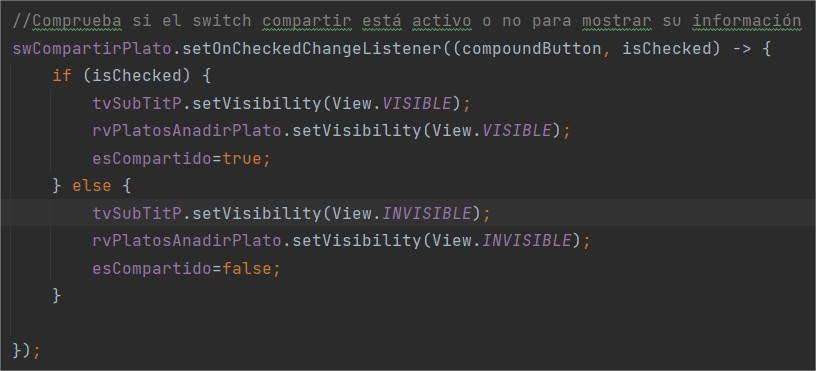 //Comprueba si el switch compartir está activo o no para mostrar su información
swCompartirPlato.setOnCheckedChangeListener((compoundButton, isChecked) -> {
    if (isChecked) {
        tvSubTitP.setVisibility(View.VISIBLE);
        rvPlatosAnadirPlato.setVisibility(View.VISIBLE);
        esCompartido=true;
    } else {
        tvSubTitP.setVisibility(View.INVISIBLE);
        rvPlatosAnadirPlato.setVisibility(View.INVISIBLE);
        esCompartido=false;
    }
});